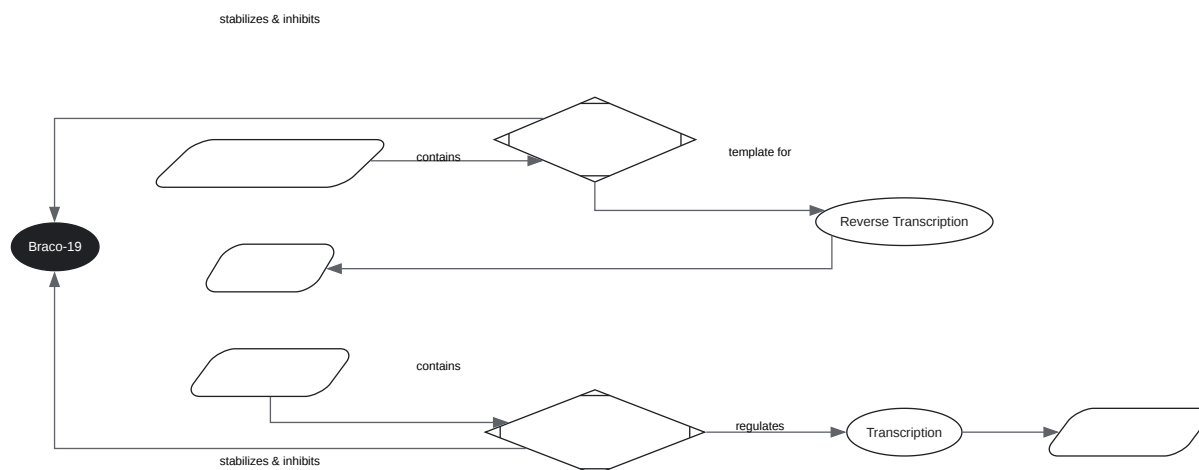 stabilizes & inhibits
contains
template for
Reverse Transcription
Braco-19
contains
regulates
Transcription
stabilizes & inhibits